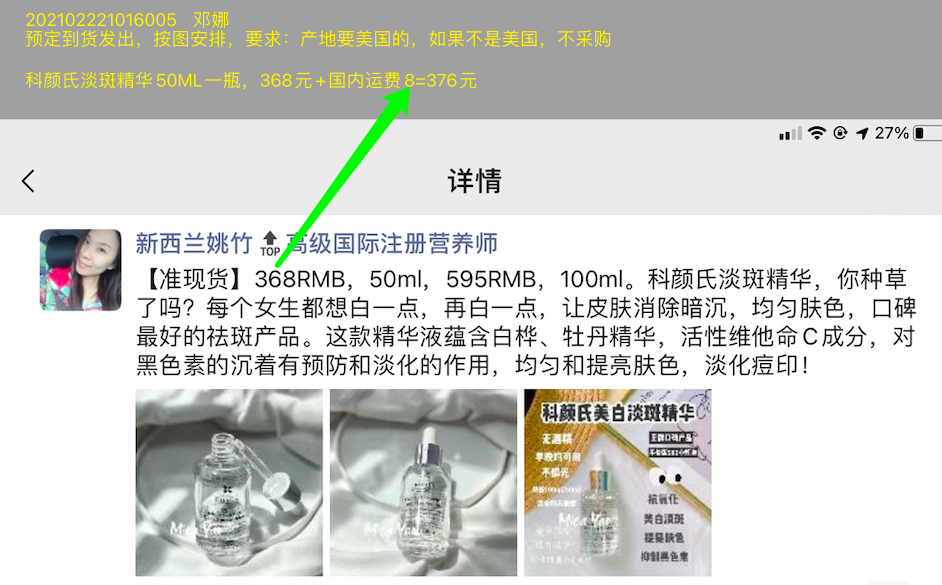 202102221016005 邓娜
预定到货发出，按图安排，要求：产地要美国的，如果不是美国，不采购
科颜氏淡斑精华50ML一瓶，368元+国内运费8=376元
27%
详情
新西兰姚竹 TOP 高级国际注册营养师
【准现货】368RMB，50ml，595RMB，100ml。科颜氏淡斑精华，你种草
了吗？每个女生都想白一点，再白一点，让皮肤消除暗沉，均匀肤色，口碑
最好的祛斑产品。这款精华液蕴含白桦、牡丹精华，活性维他命C成分，对
黑色素的沉着有预防和淡化的作用，均匀和提亮肤色，淡化痘印！
科颜氏美白淡斑精华
无酒精
早晚均可用
不惧光
抗氧化
美白淡斑
提亮肤色
抑制黑色素